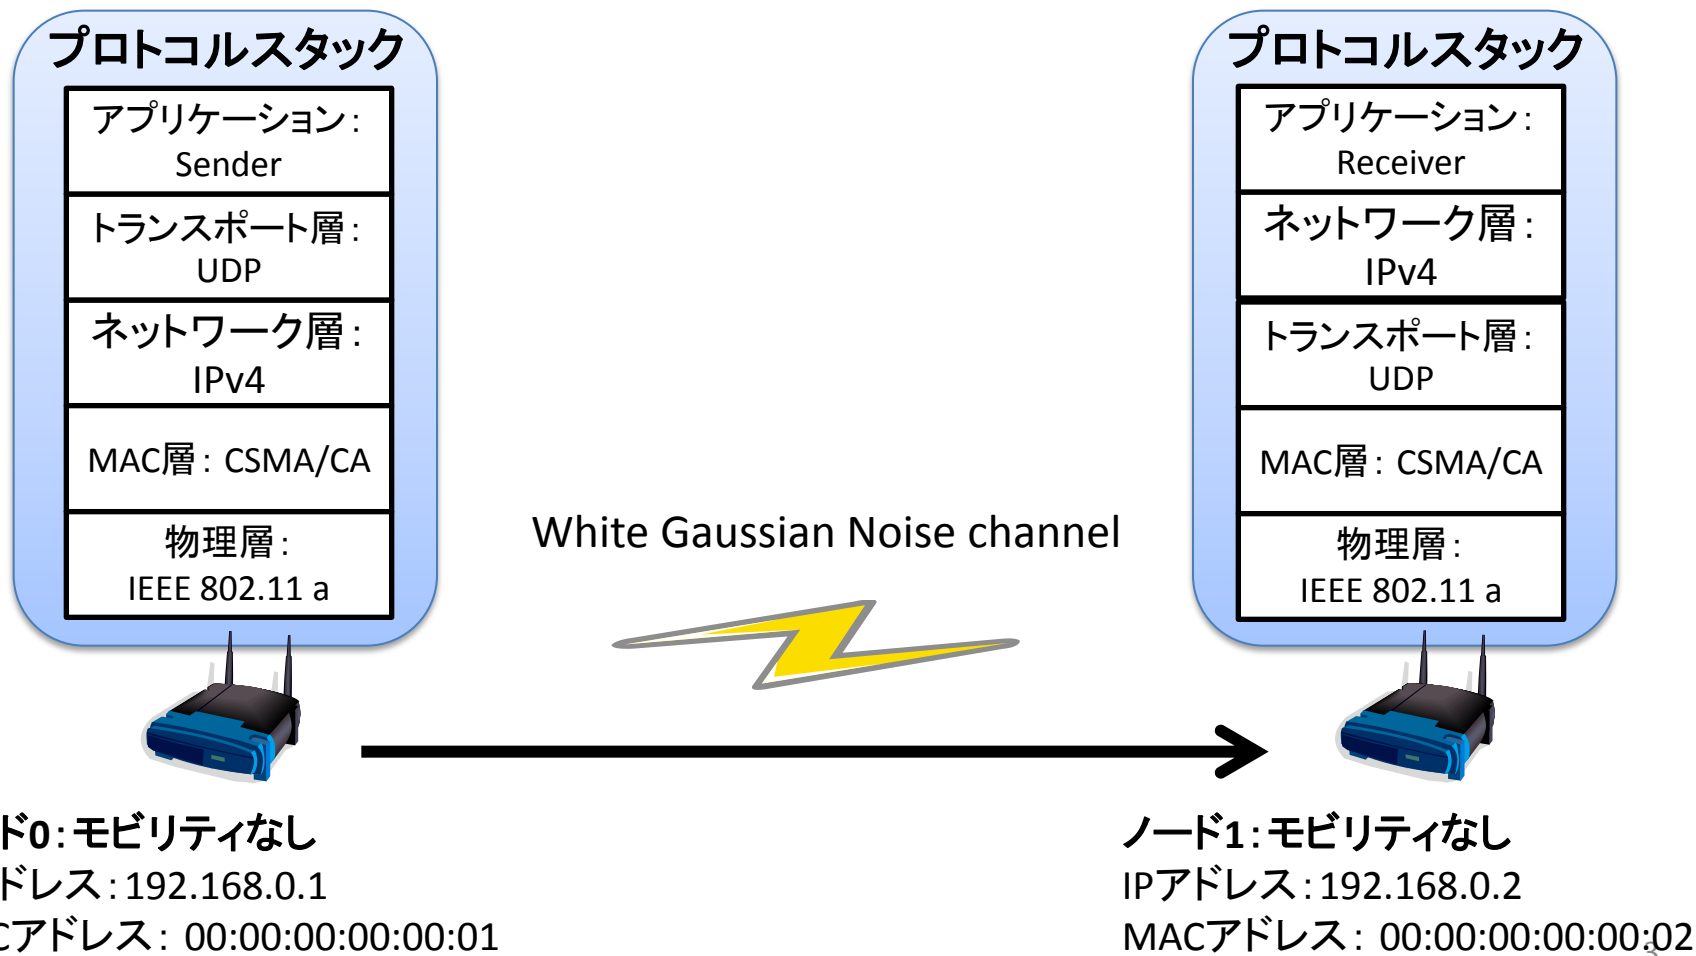 プロトコルスタック
アプリケーション：
Sender
トランスポート層：
UDP
ネットワーク層：
IPv4
MAC層： CSMA/CA
物理層：
IEEE 802.11 a
White Gaussian Noise channel
プロトコルスタック
アプリケーション：
Receiver
ネットワーク層：
IPv4
トランスポート層：
UDP
MAC層： CSMA/CA
物理層：
IEEE 802.11 a
ド0：モビリティなし
ドレス：192.168.0.1
Cアドレス： 00:00:00:00:00:01
ノード1：モビリティなし
IPアドレス：192.168.0.2
MACアドレス： 00:00:00:00:00:02